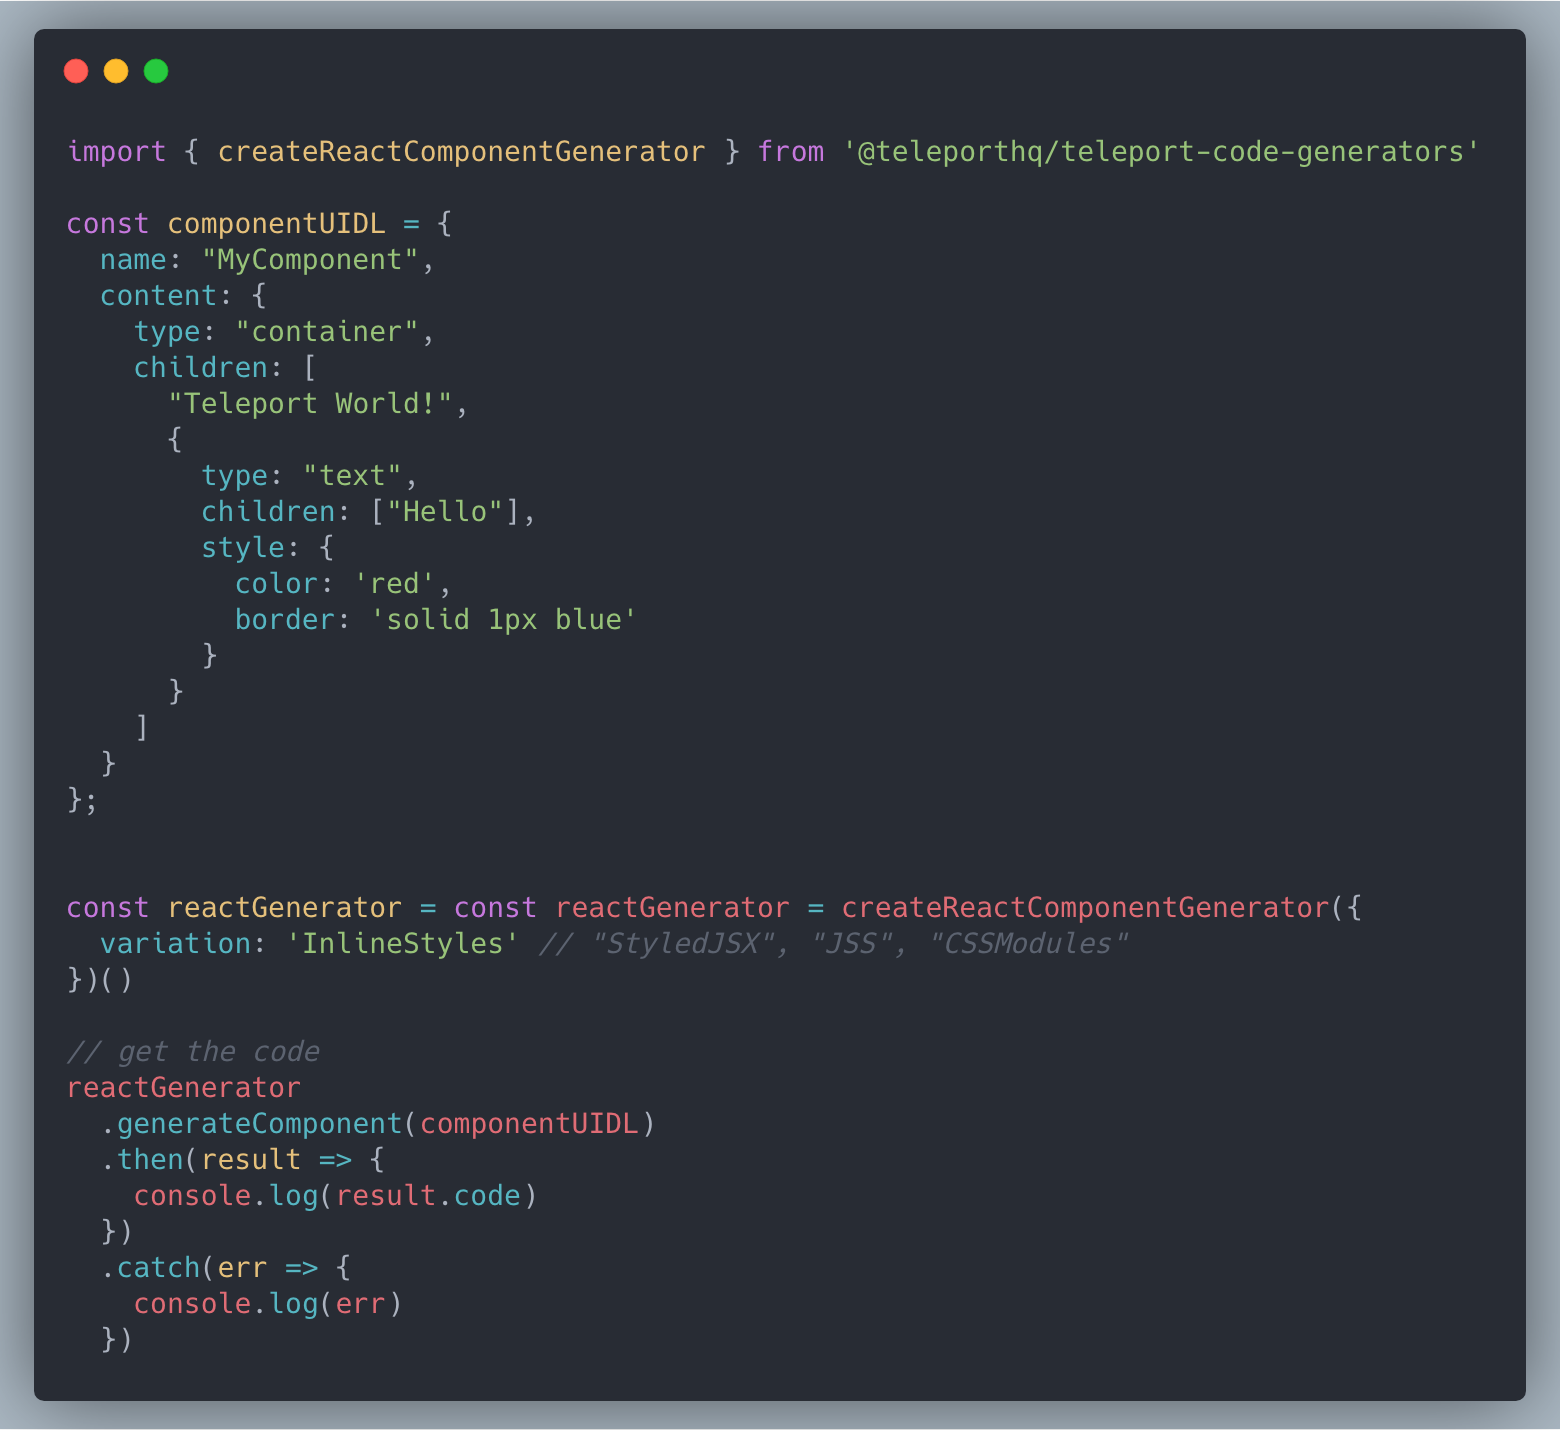 import { createReactComponentGenerator } from '@teleporthq/teleport-code-generators'
const componentUIDL = {
  name: "MyComponent",
  content: {
    type: "container",
    children: [
      "Teleport World!",
      {
        type: "text",
        children: ["Hello"],
        style: {
          color: 'red',
          border: 'solid 1px blue'
        }
      }
    ]
  }
};
const reactGenerator = const reactGenerator = createReactComponentGenerator({
  variation: 'InlineStyles' // "StyledJSX", "JSS", "CSSModules"
})()
// get the code
reactGenerator
  .generateComponent(componentUIDL)
  .then(result => {
    console.log(result.code)
  })
  .catch(err => {
    console.log(err)
  })